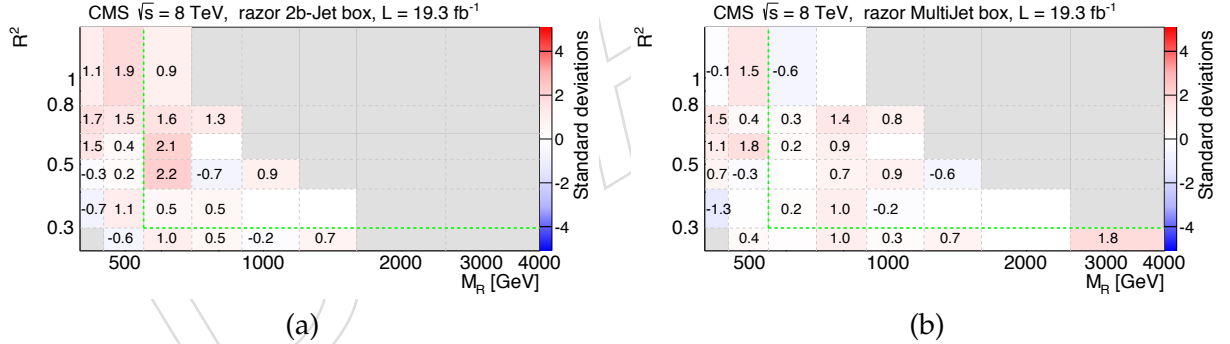 CMS √s = 8 TeV, razor 2b-Jet box, L = 19.3 fb⁻¹
R²
1
0.8
0.5
0.3
1.1 1.9 0.9
1.7 1.5 1.6 1.3
1.5 0.4 2.1
-0.3 0.2 2.2 -0.7 0.9
-0.7 1.1 0.5 0.5
-0.6 1.0 0.5 -0.2 0.7
500 1000 2000 3000 4000
M_R [GeV]
4
2
0
-2
-4
Standard deviations
(a)
CMS √s = 8 TeV, razor MultiJet box, L = 19.3 fb⁻¹
R²
1
0.8
0.5
0.3
-0.1 1.5 -0.6
1.5 0.4 0.3 1.4 0.8
1.1 1.8 0.2 0.9
0.7 -0.3 0.7 0.9 -0.6
-1.3 0.2 1.0 -0.2
0.4 1.0 0.3 0.7 1.8
500 1000 2000 3000 4000
M_R [GeV]
4
2
0
-2
-4
Standard deviations
(b)